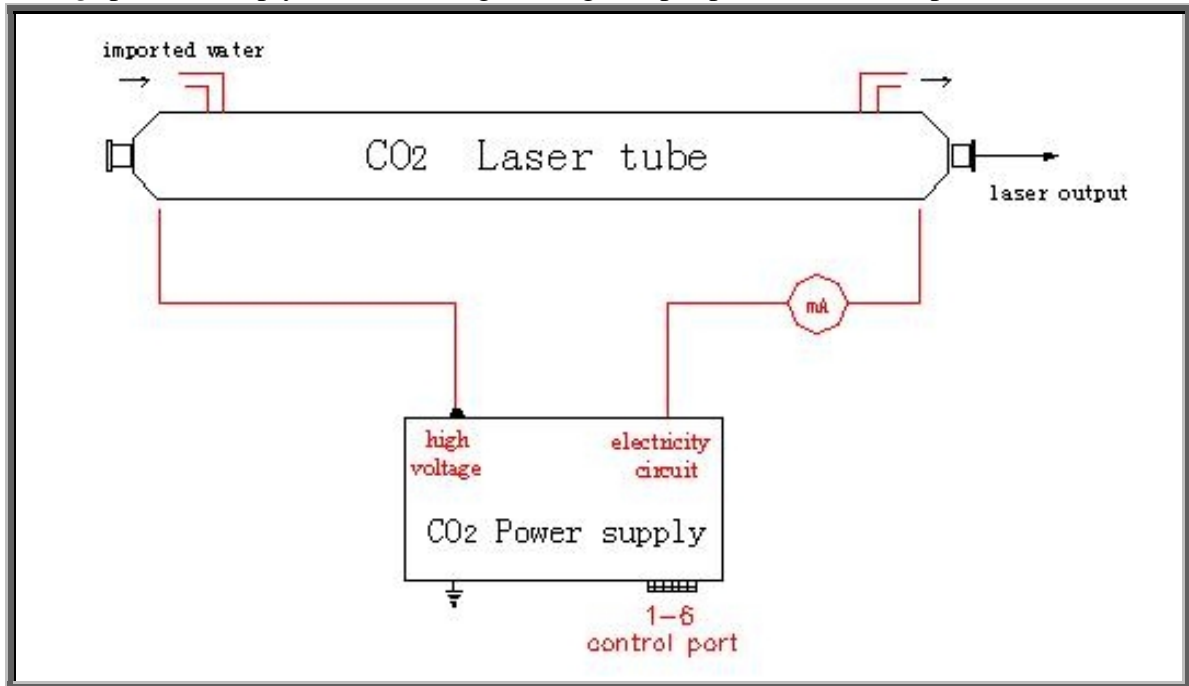 imported water
CO2 Laser tube
laser output
mA
high
voltage
electricity
circuit
CO2 Power supply
1-6
control port